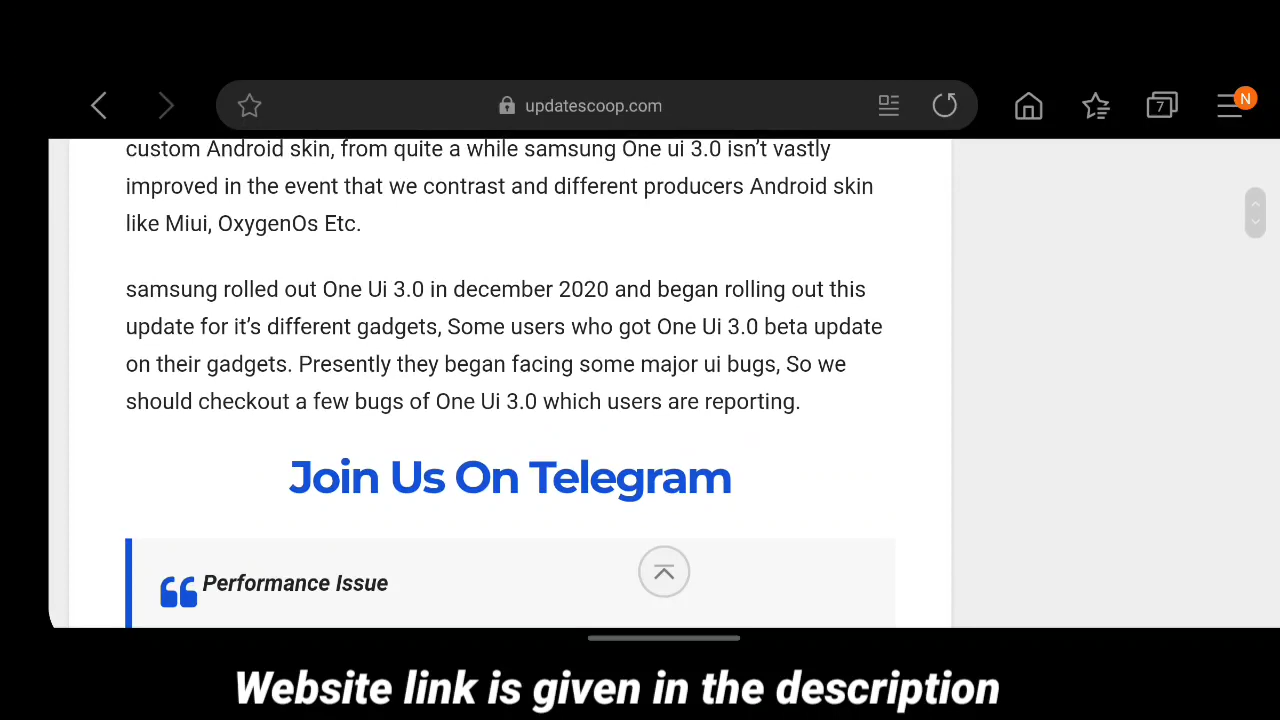 updatescoop.com
7
N
custom Android skin, from quite a while samsung One ui 3.0 isn’t vastly
improved in the event that we contrast and different producers Android skin
like Miui, OxygenOs Etc.
samsung rolled out One Ui 3.0 in december 2020 and began rolling out this
update for it’s different gadgets, Some users who got One Ui 3.0 beta update
on their gadgets. Presently they began facing some major ui bugs, So we
should checkout a few bugs of One Ui 3.0 which users are reporting.
Join Us On Telegram
Performance Issue
Website link is given in the description